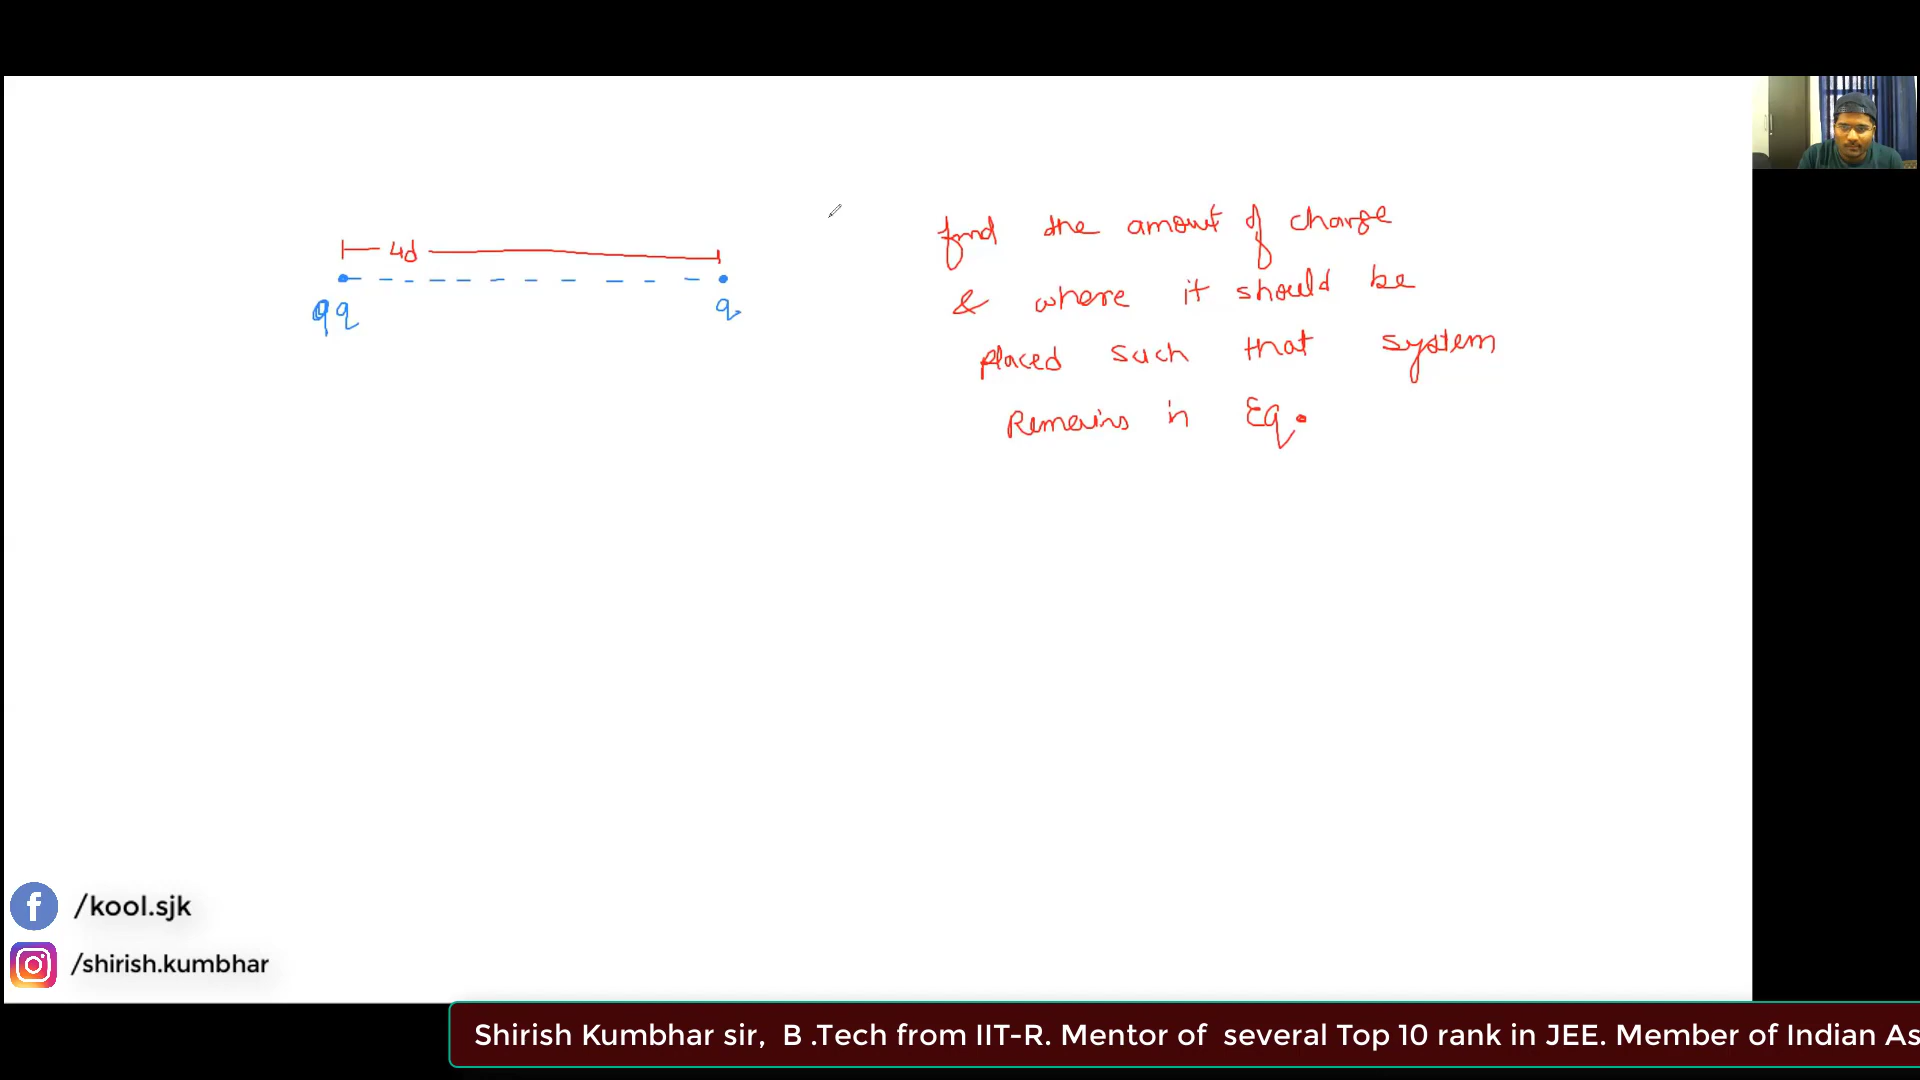 4d
9q
q
find the amount of charge
& where it should be
placed such that system
Remains in Eq.
/kool.sjk
/shirish.kumbhar
Shirish Kumbhar sir, B .Tech from IIT-R. Mentor of several Top 10 rank in JEE. Member of Indian As